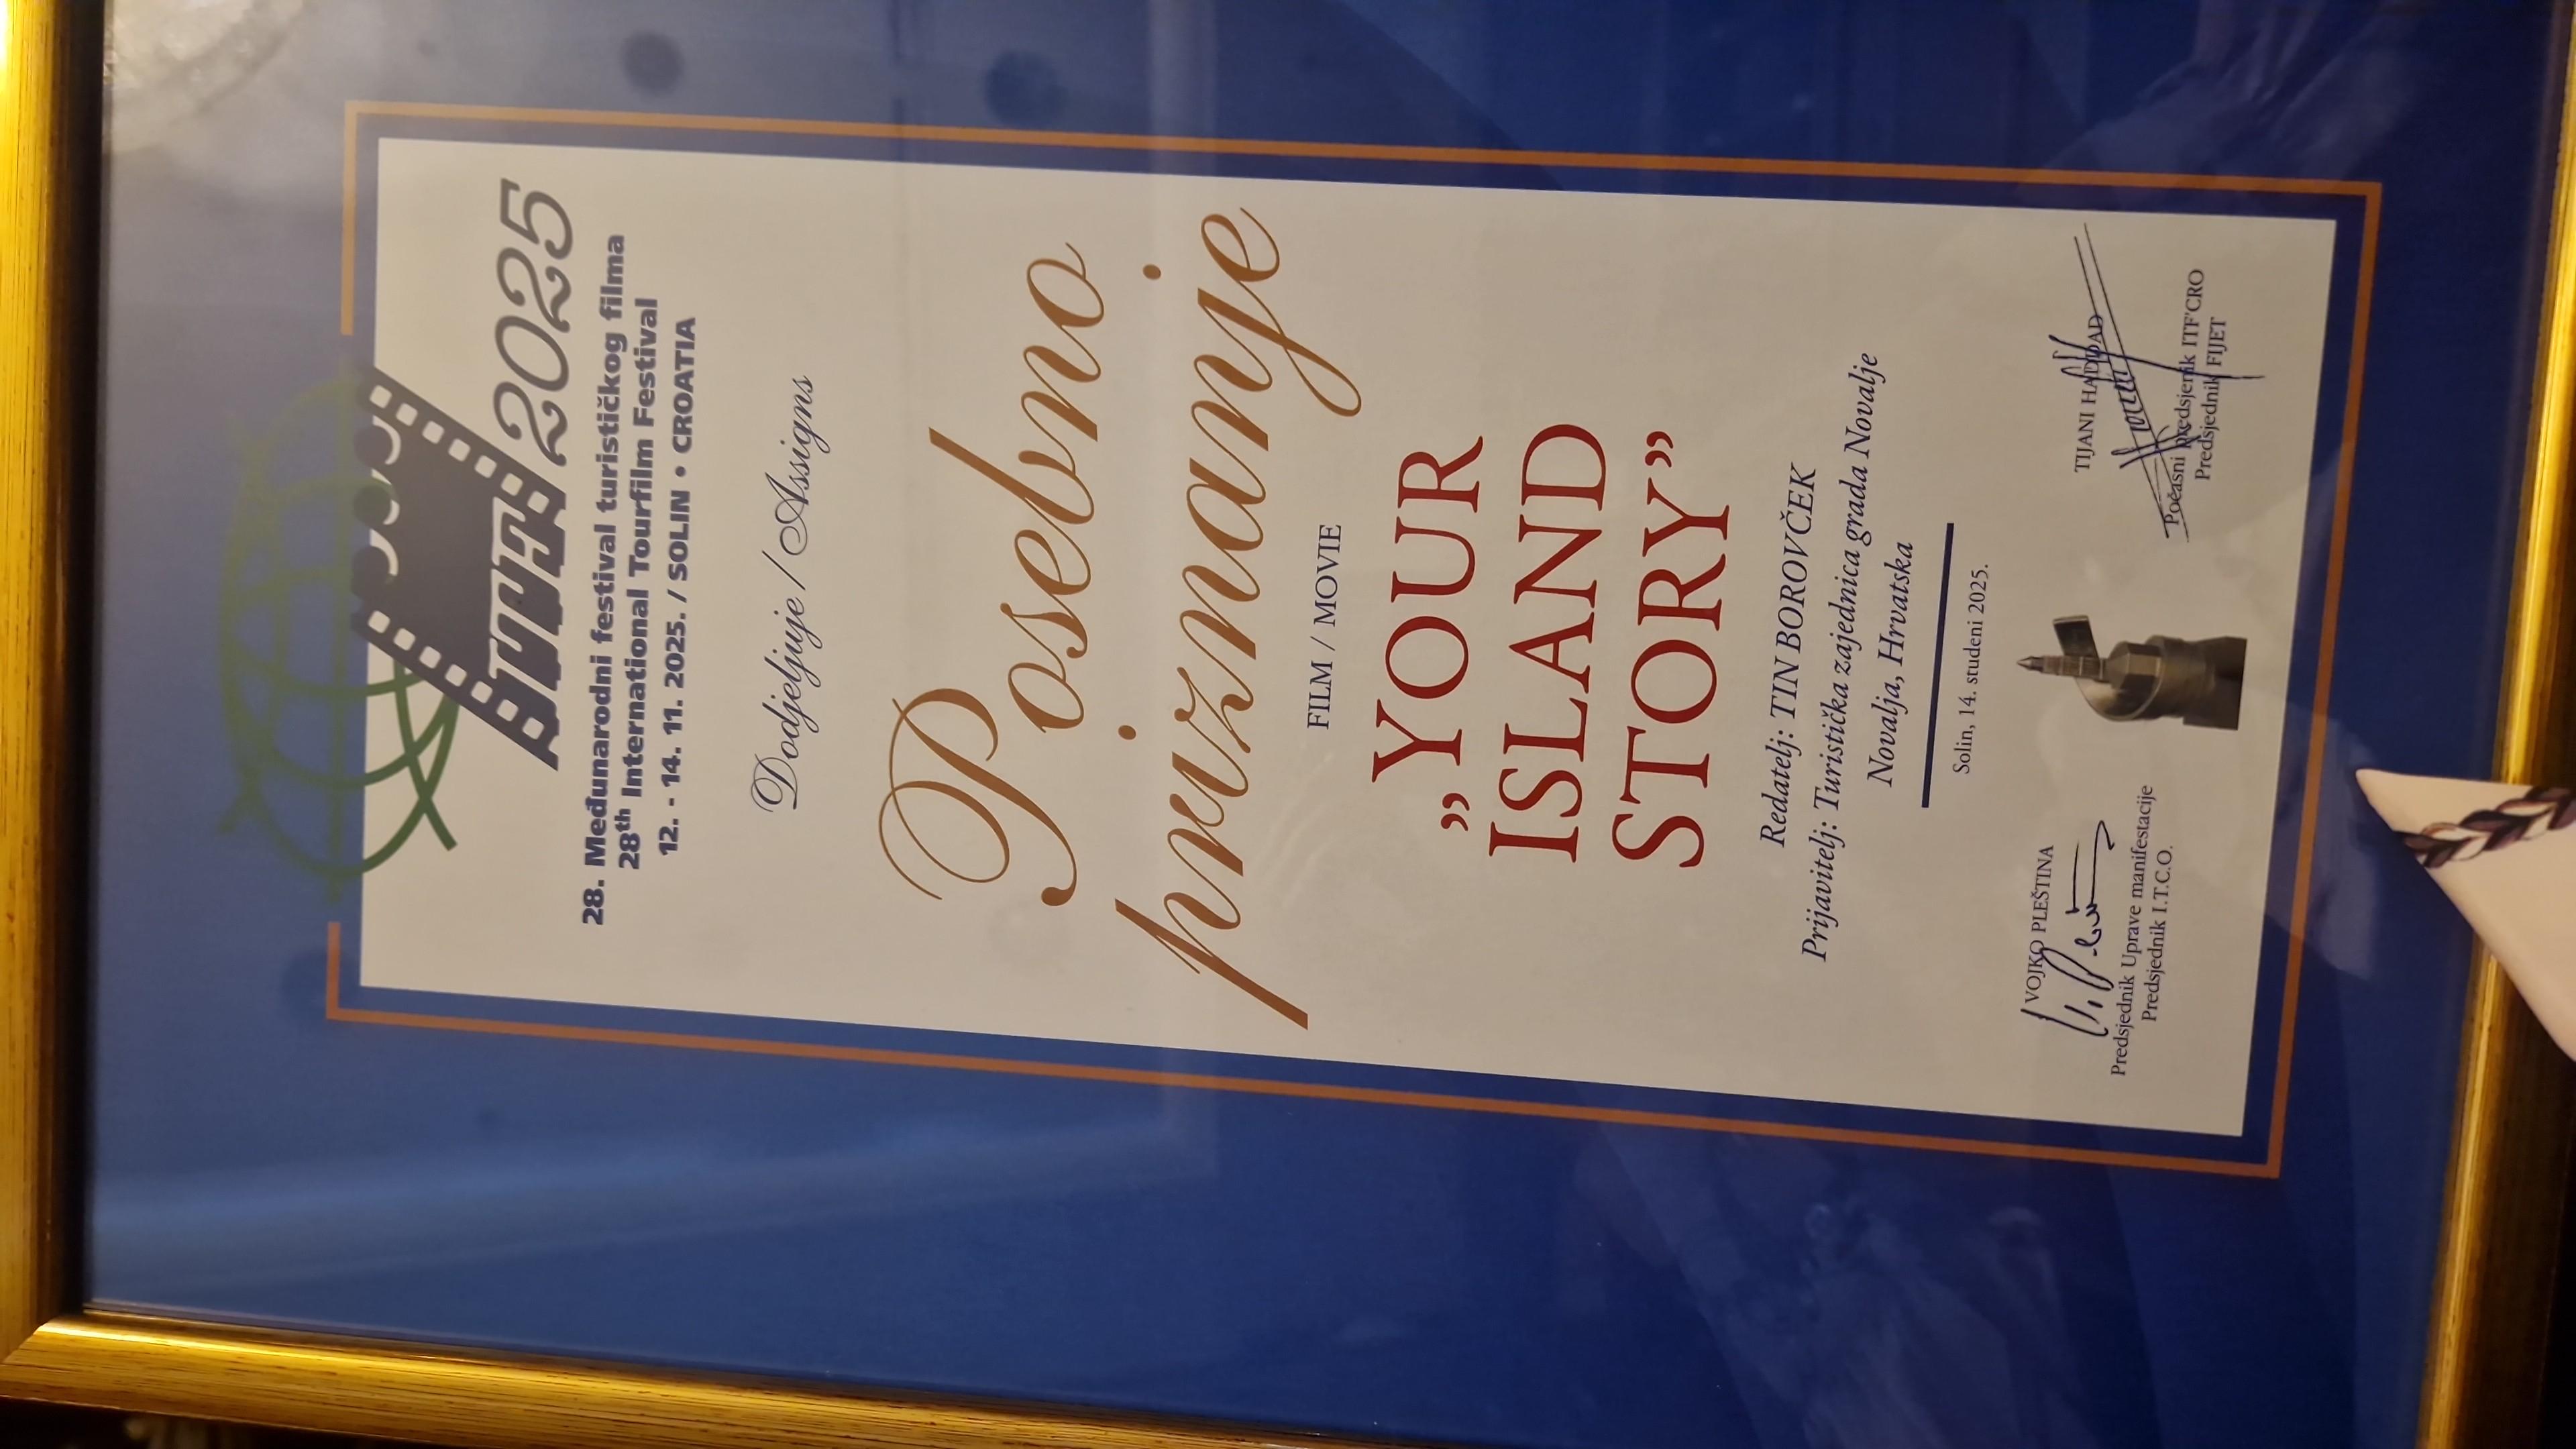 2025
28. Međunarodni festival turističkog filma
28th International Tourfilm Festival
12. - 14. 11. 2025. / SOLIN • CROATIA
Dodjeljuje / Assigns
Posebno
priznanje
FILM / MOVIE
„YOUR
ISLAND
STORY”
Redatelj: TIN BOROVČEK
Prijavitelj: Turistička zajednica grada Novalje
Novalja, Hrvatska
Solin, 14. studeni 2025.
VOJKO PLEŠTINA
Predsjednik Uprave manifestacije
Predsjednik I.T.C.O.
TIJANI HADDAD
Počasni predsjednik ITF'CRO
Predsjednik FIJET